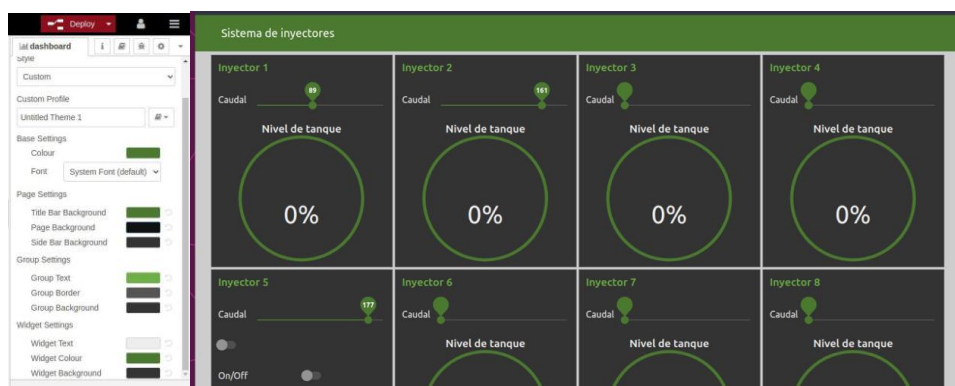 Deploy
dashboard
Style
Custom
Custom Profile
Untitled Theme 1
Base Settings
Colour
Font System Font (default)
Page Settings
Title Bar Background
Page Background
Side Bar Background
Group Settings
Group Text
Group Border
Group Background
Widget Settings
Widget Text
Widget Colour
Widget Background
Sistema de inyectores
Inyector 1
Caudal 89
Nivel de tanque
0%
Inyector 2
Caudal 161
Nivel de tanque
0%
Inyector 3
Caudal
Nivel de tanque
0%
Inyector 4
Caudal
Nivel de tanque
0%
Inyector 5
Caudal 177
On/Off
Inyector 6
Caudal
Nivel de tanque
Inyector 7
Caudal
Nivel de tanque
Inyector 8
Caudal
Nivel de tanque